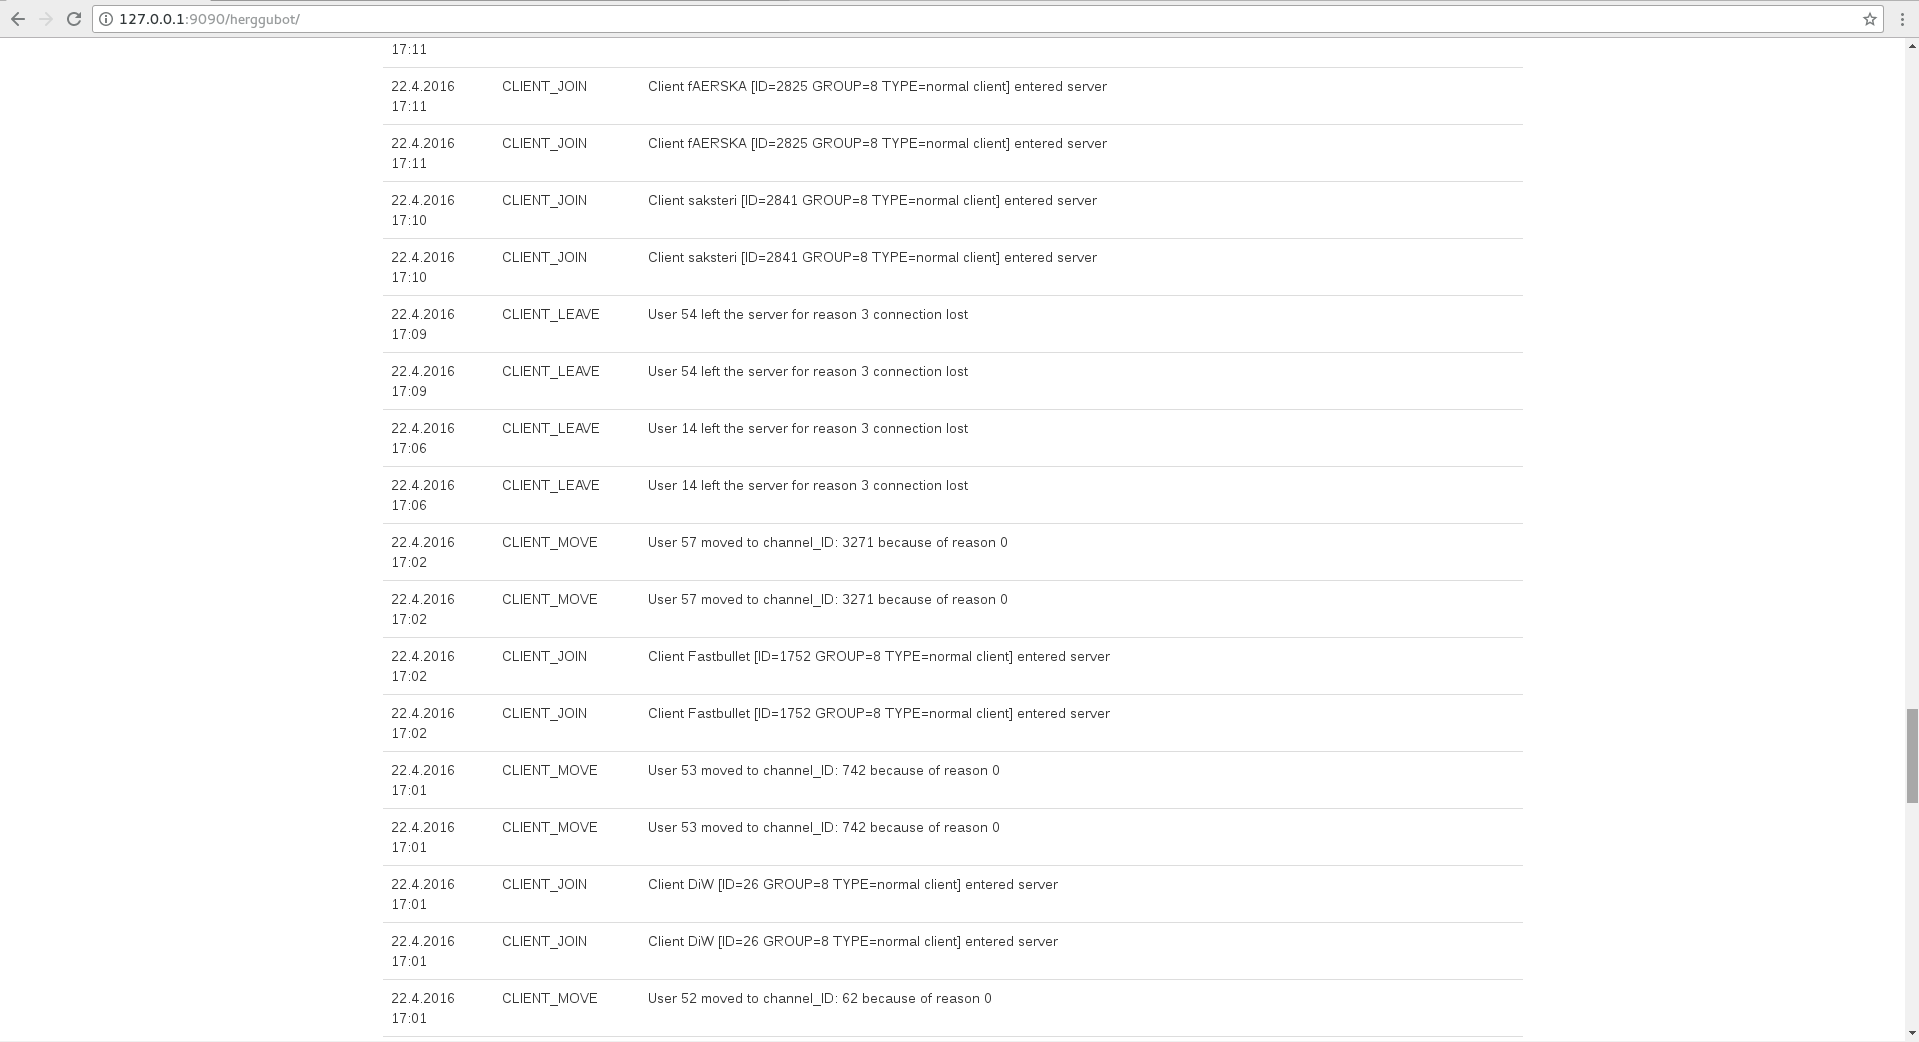 127.0.0.1:9090/herggubot/
17:11
22.4.2016 CLIENT_JOIN Client fAERSKA [ID=2825 GROUP=8 TYPE=normal client] entered server
17:11
22.4.2016 CLIENT_JOIN Client fAERSKA [ID=2825 GROUP=8 TYPE=normal client] entered server
17:11
22.4.2016 CLIENT_JOIN Client saksteri [ID=2841 GROUP=8 TYPE=normal client] entered server
17:10
22.4.2016 CLIENT_JOIN Client saksteri [ID=2841 GROUP=8 TYPE=normal client] entered server
17:10
22.4.2016 CLIENT_LEAVE User 54 left the server for reason 3 connection lost
17:09
22.4.2016 CLIENT_LEAVE User 54 left the server for reason 3 connection lost
17:09
22.4.2016 CLIENT_LEAVE User 14 left the server for reason 3 connection lost
17:06
22.4.2016 CLIENT_LEAVE User 14 left the server for reason 3 connection lost
17:06
22.4.2016 CLIENT_MOVE User 57 moved to channel_ID: 3271 because of reason 0
17:02
22.4.2016 CLIENT_MOVE User 57 moved to channel_ID: 3271 because of reason 0
17:02
22.4.2016 CLIENT_JOIN Client Fastbullet [ID=1752 GROUP=8 TYPE=normal client] entered server
17:02
22.4.2016 CLIENT_JOIN Client Fastbullet [ID=1752 GROUP=8 TYPE=normal client] entered server
17:02
22.4.2016 CLIENT_MOVE User 53 moved to channel_ID: 742 because of reason 0
17:01
22.4.2016 CLIENT_MOVE User 53 moved to channel_ID: 742 because of reason 0
17:01
22.4.2016 CLIENT_JOIN Client DiW [ID=26 GROUP=8 TYPE=normal client] entered server
17:01
22.4.2016 CLIENT_JOIN Client DiW [ID=26 GROUP=8 TYPE=normal client] entered server
17:01
22.4.2016 CLIENT_MOVE User 52 moved to channel_ID: 62 because of reason 0
17:01